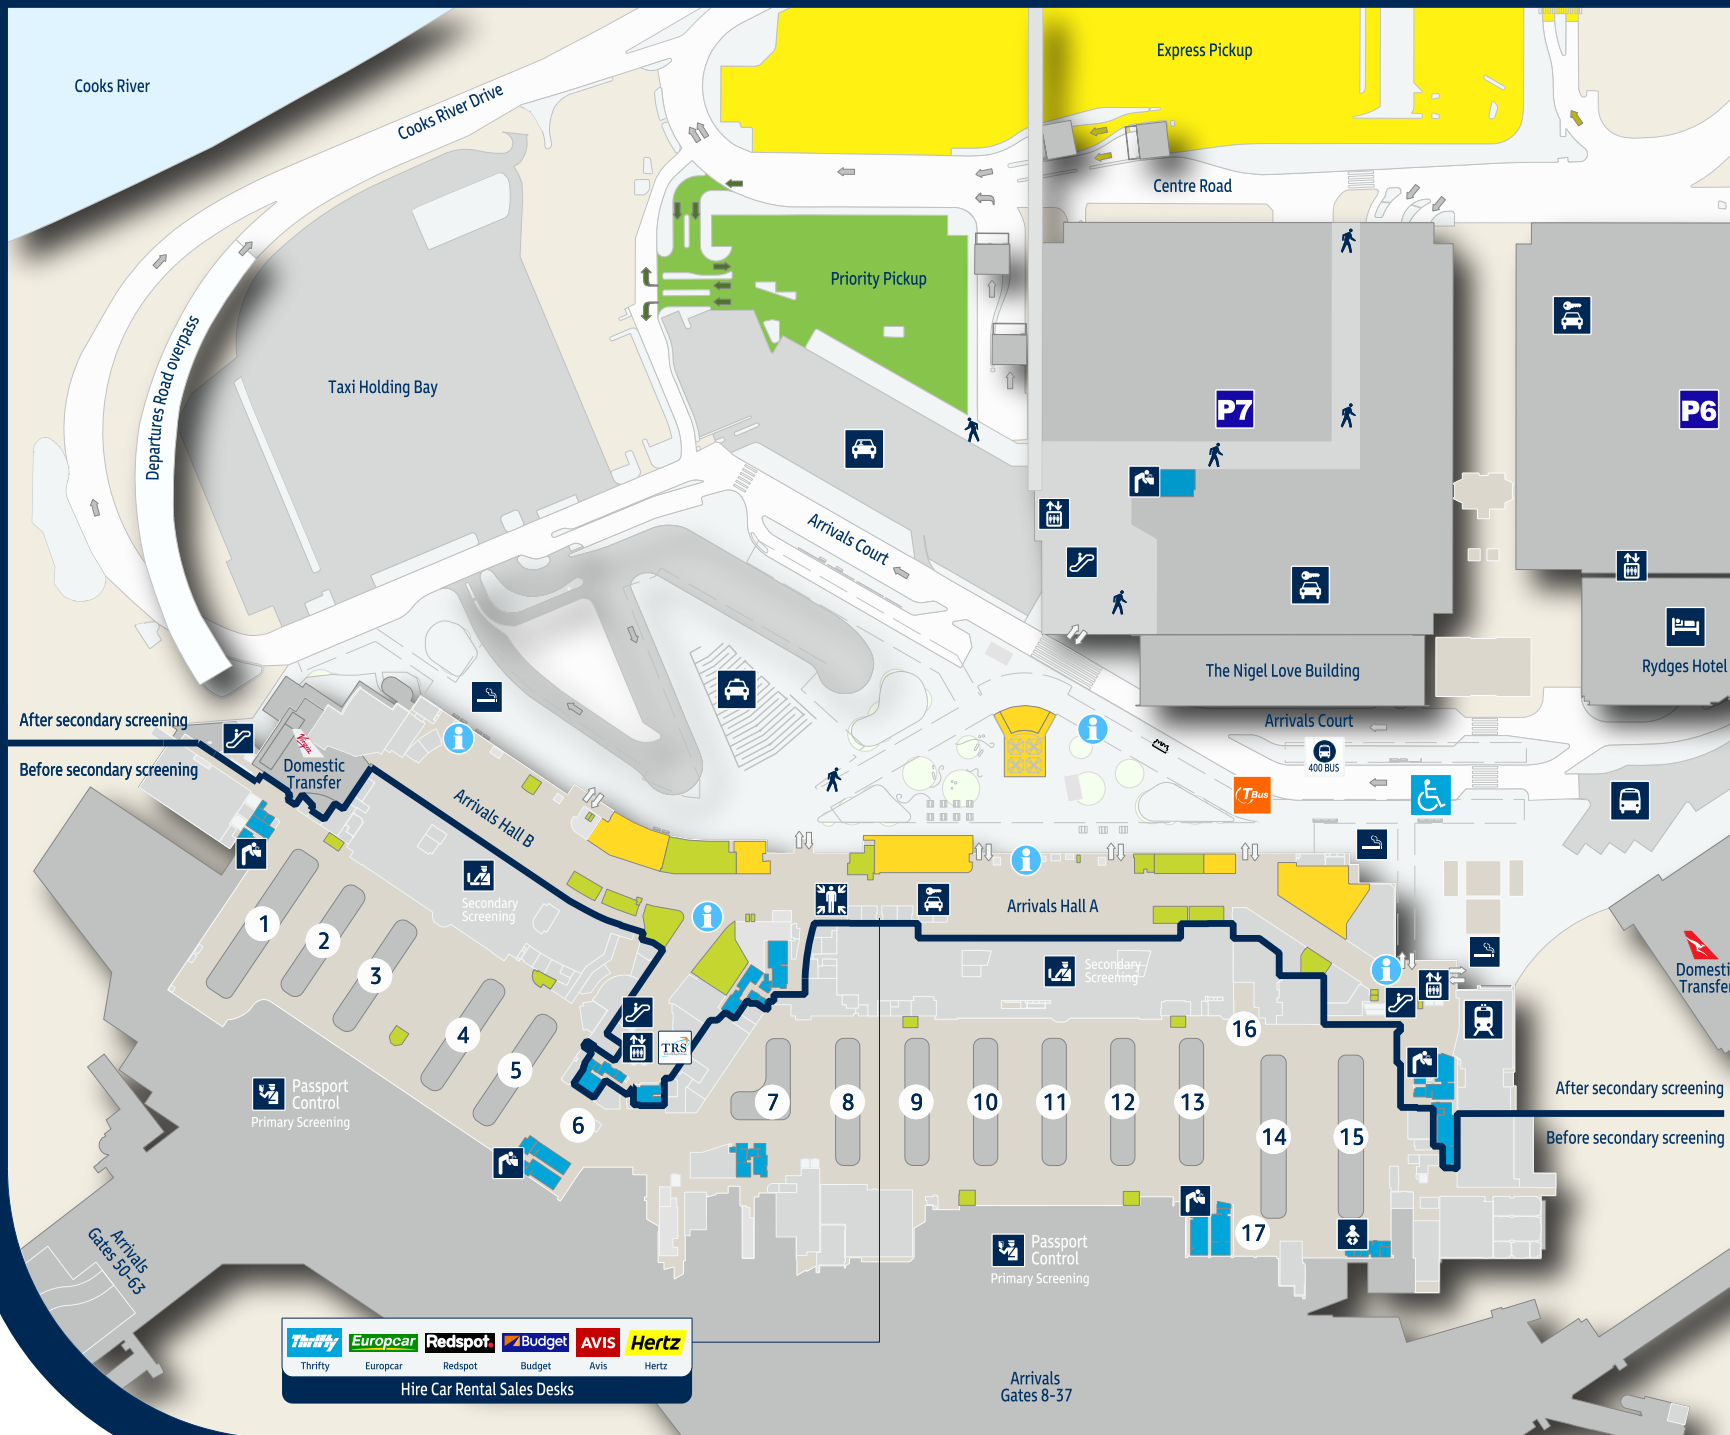 Cooks River
Cooks River Drive
Express Pickup
Centre Road
Priority Pickup
Departures Road overpass
Taxi Holding Bay
P7
P6
Arrivals Court
The Nigel Love Building
Rydges Hotel
Arrivals Court
After secondary screening
Before secondary screening
Virgin
Domestic
Transfer
i
i
400 BUS
T Bus
Arrivals Hall B
Secondary
Screening
i
i
Arrivals Hall A
Secondary
Screening
i
Domesti
Transfer
1
2
3
4
5
6
TRS
7
8
9
10
11
12
13
14
15
16
17
Passport
Control
Primary Screening
After secondary screening
Before secondary screening
Arrivals
Gates 50-63
Passport
Control
Primary Screening
Thrifty
Europcar
Redspot.
Budget
AVIS
Hertz
Thrifty
Europcar
Redspot
Budget
Avis
Hertz
Hire Car Rental Sales Desks
Arrivals
Gates 8-37